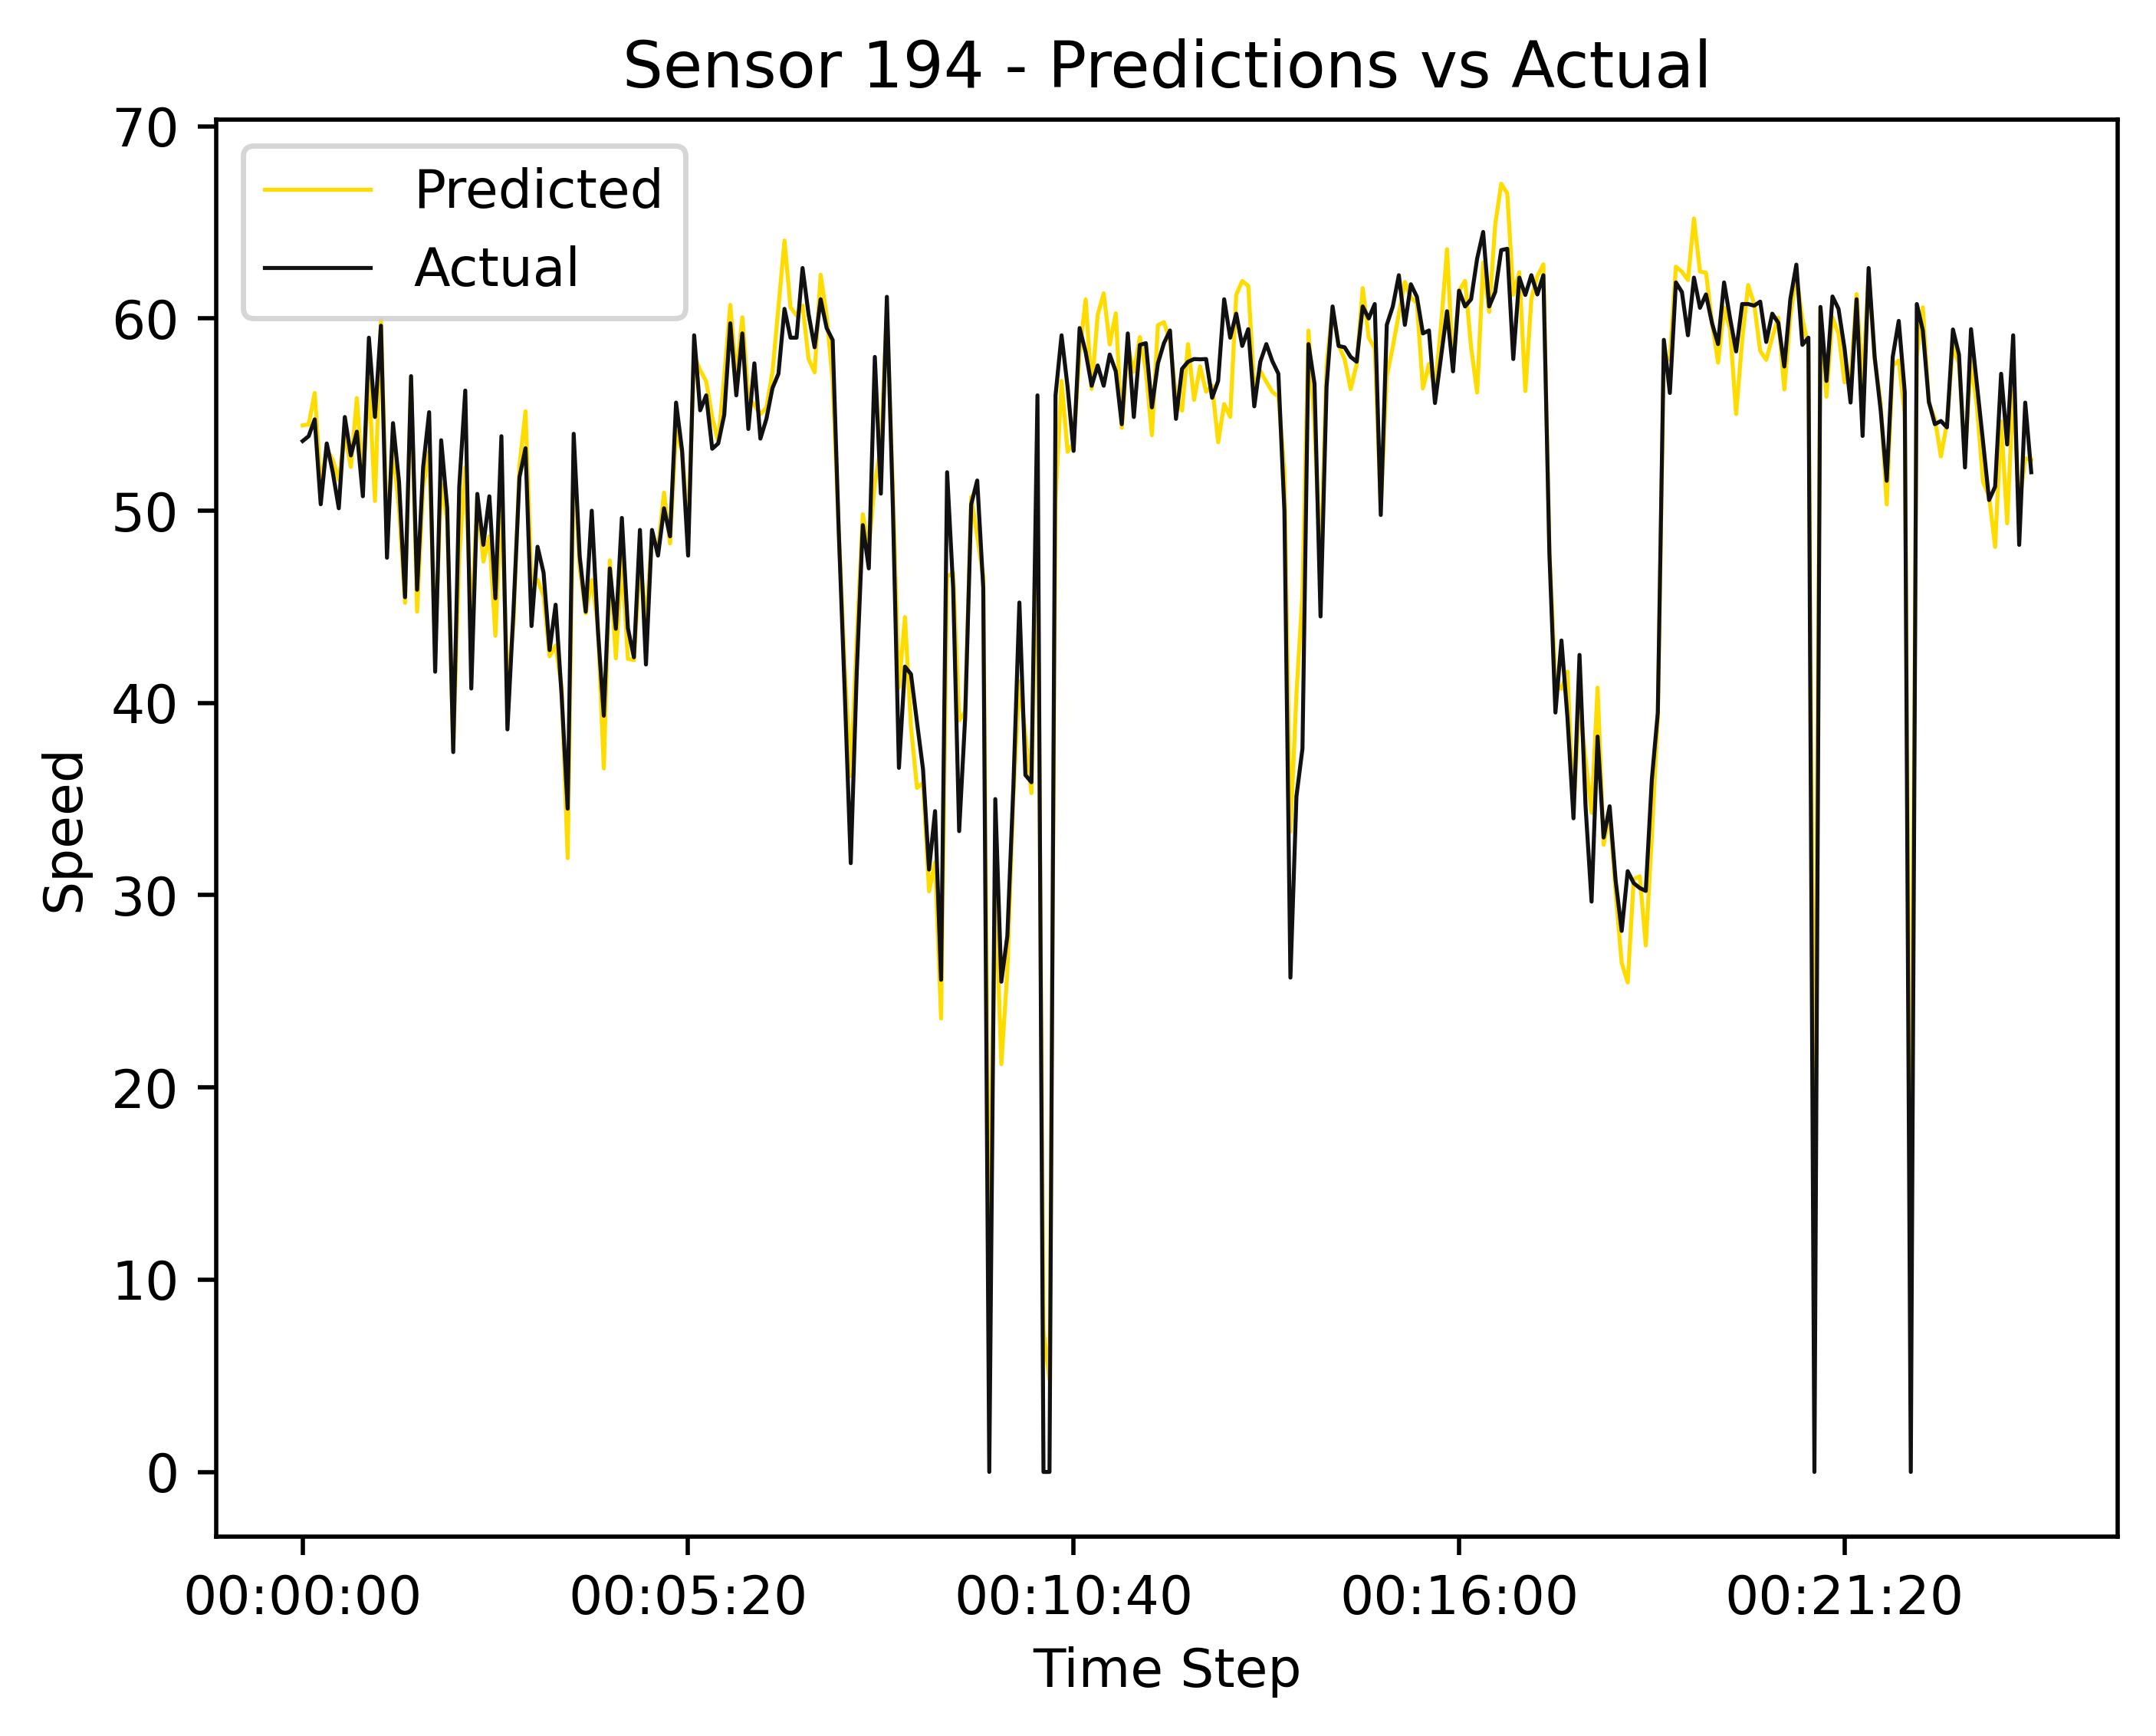 Sensor 194 - Predictions vs Actual
Predicted
Actual
Speed
70
60
50
40
30
20
10
0
00:00:00
00:05:20
00:10:40
00:16:00
00:21:20
Time Step